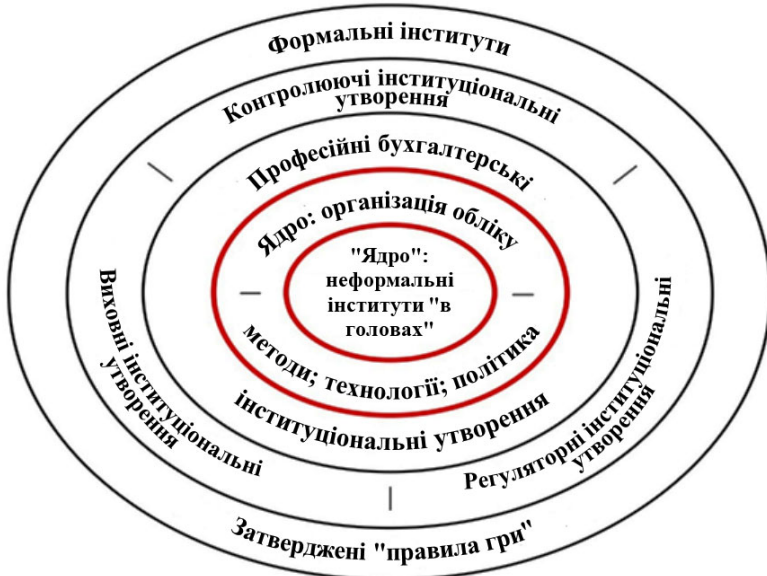 Формальні інститути
Контролюючі інституціональні
утворення
Професійні бухгалтерські
Ядро: організація обліку
"Ядро":
неформальні
інститути "в
головах"
методи; технології; політика
інституціональні утворення
Виховні інституціональні
утворення
Регуляторні інституціональні
утворення
Затверджені "правила гри"